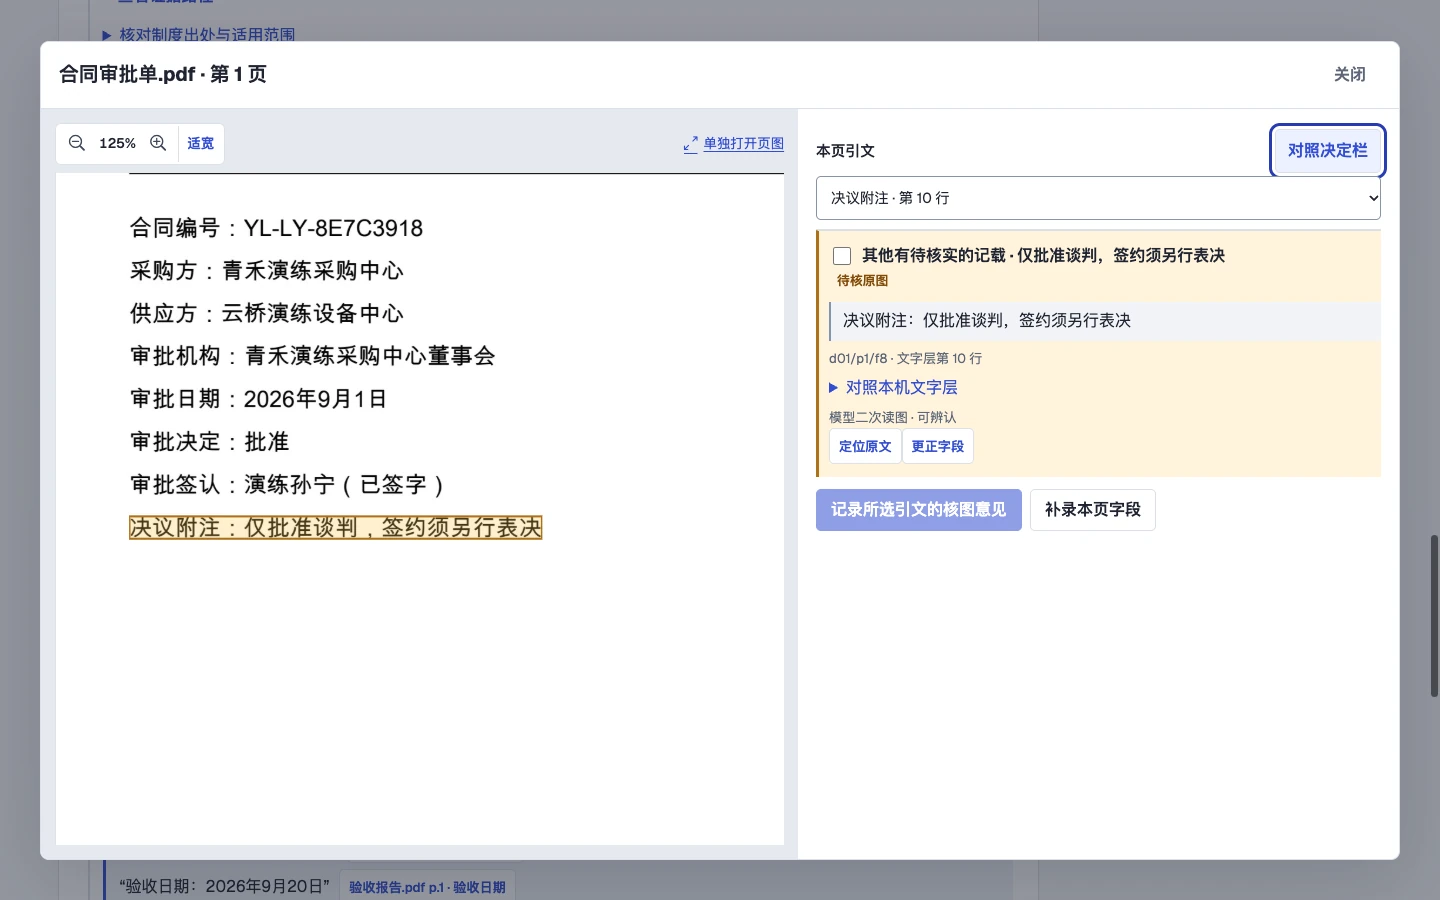 核对制度出处与适用范围
合同审批单.pdf · 第 1 页
关闭
125%
适宽
单独打开页图
合同编号：YL-LY-8E7C3918
采购方：青禾演练采购中心
供应方：云桥演练设备中心
审批机构：青禾演练采购中心董事会
审批日期：2026年9月1日
审批决定：批准
审批签认：演练孙宁（已签字）
决议附注：仅批准谈判，签约须另行表决
本页引文
对照决定栏
决议附注 · 第 10 行
其他有待核实的记载 · 仅批准谈判，签约须另行表决
待核原图
决议附注：仅批准谈判，签约须另行表决
d01/p1/f8 · 文字层第 10 行
对照本机文字层
模型二次读图 · 可辨认
定位原文
更正字段
记录所选引文的核图意见
补录本页字段
“验收日期：2026年9月20日”
验收报告.pdf p.1 · 验收日期